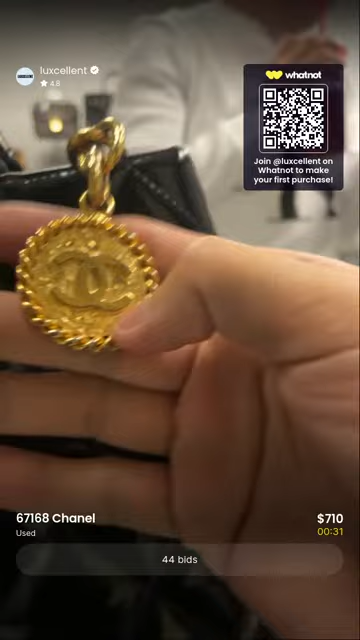 luxcellent
4.8
whatnot
Join @luxcellent on
Whatnot to make
your first purchase!
67168 Chanel
$710
Used
00:31
44 bids